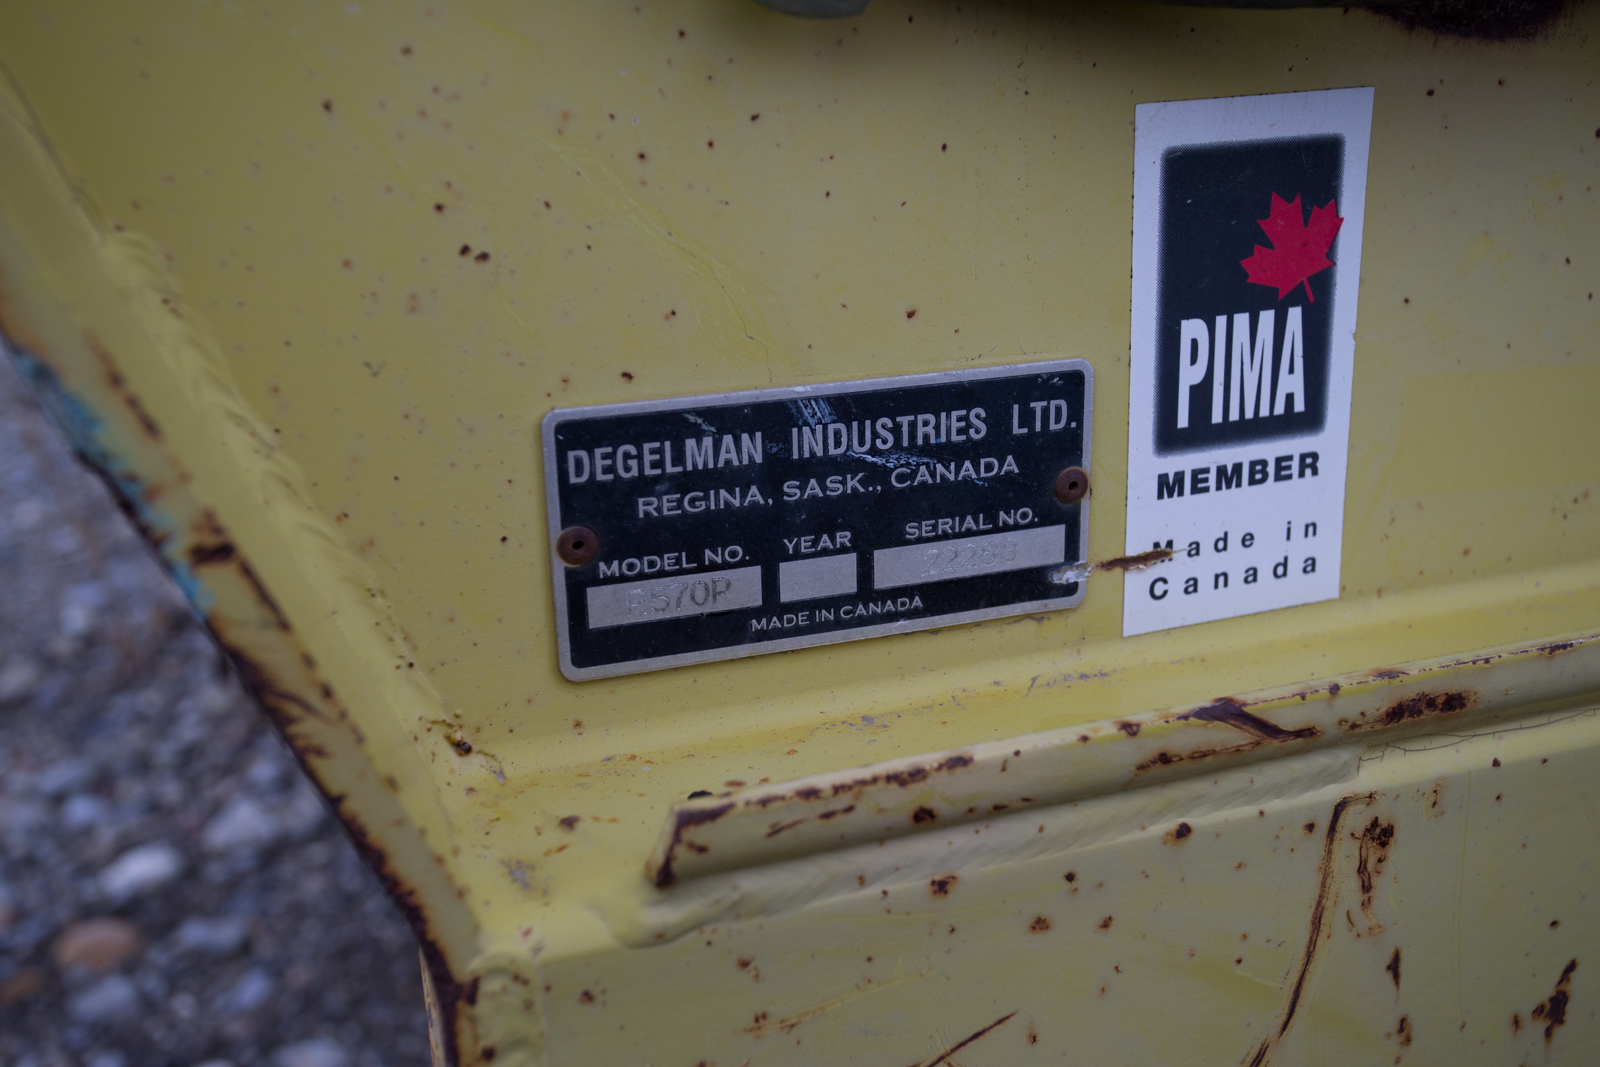 DEGELMAN INDUSTRIES LTD.
REGINA, SASK., CANADA
MODEL NO. YEAR SERIAL NO.
R570P
MADE IN CANADA
PIMA
MEMBER
Made in
Canada